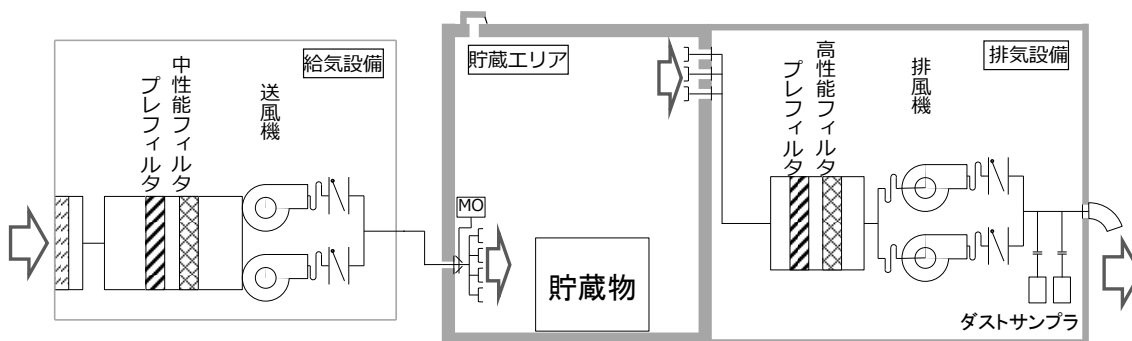 給気設備
プレフィルタ
中性能フィルタ
送風機
貯蔵エリア
MO
貯蔵物
排気設備
プレフィルタ
高性能フィルタ
排風機
ダストサンプラ